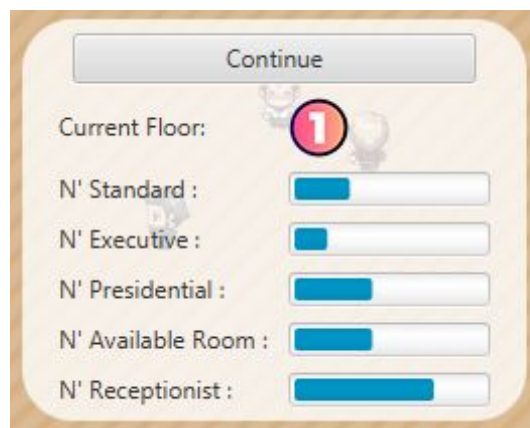 Continue
Current Floor: 1
N' Standard :
N' Executive :
N' Presidential :
N' Available Room :
N' Receptionist :